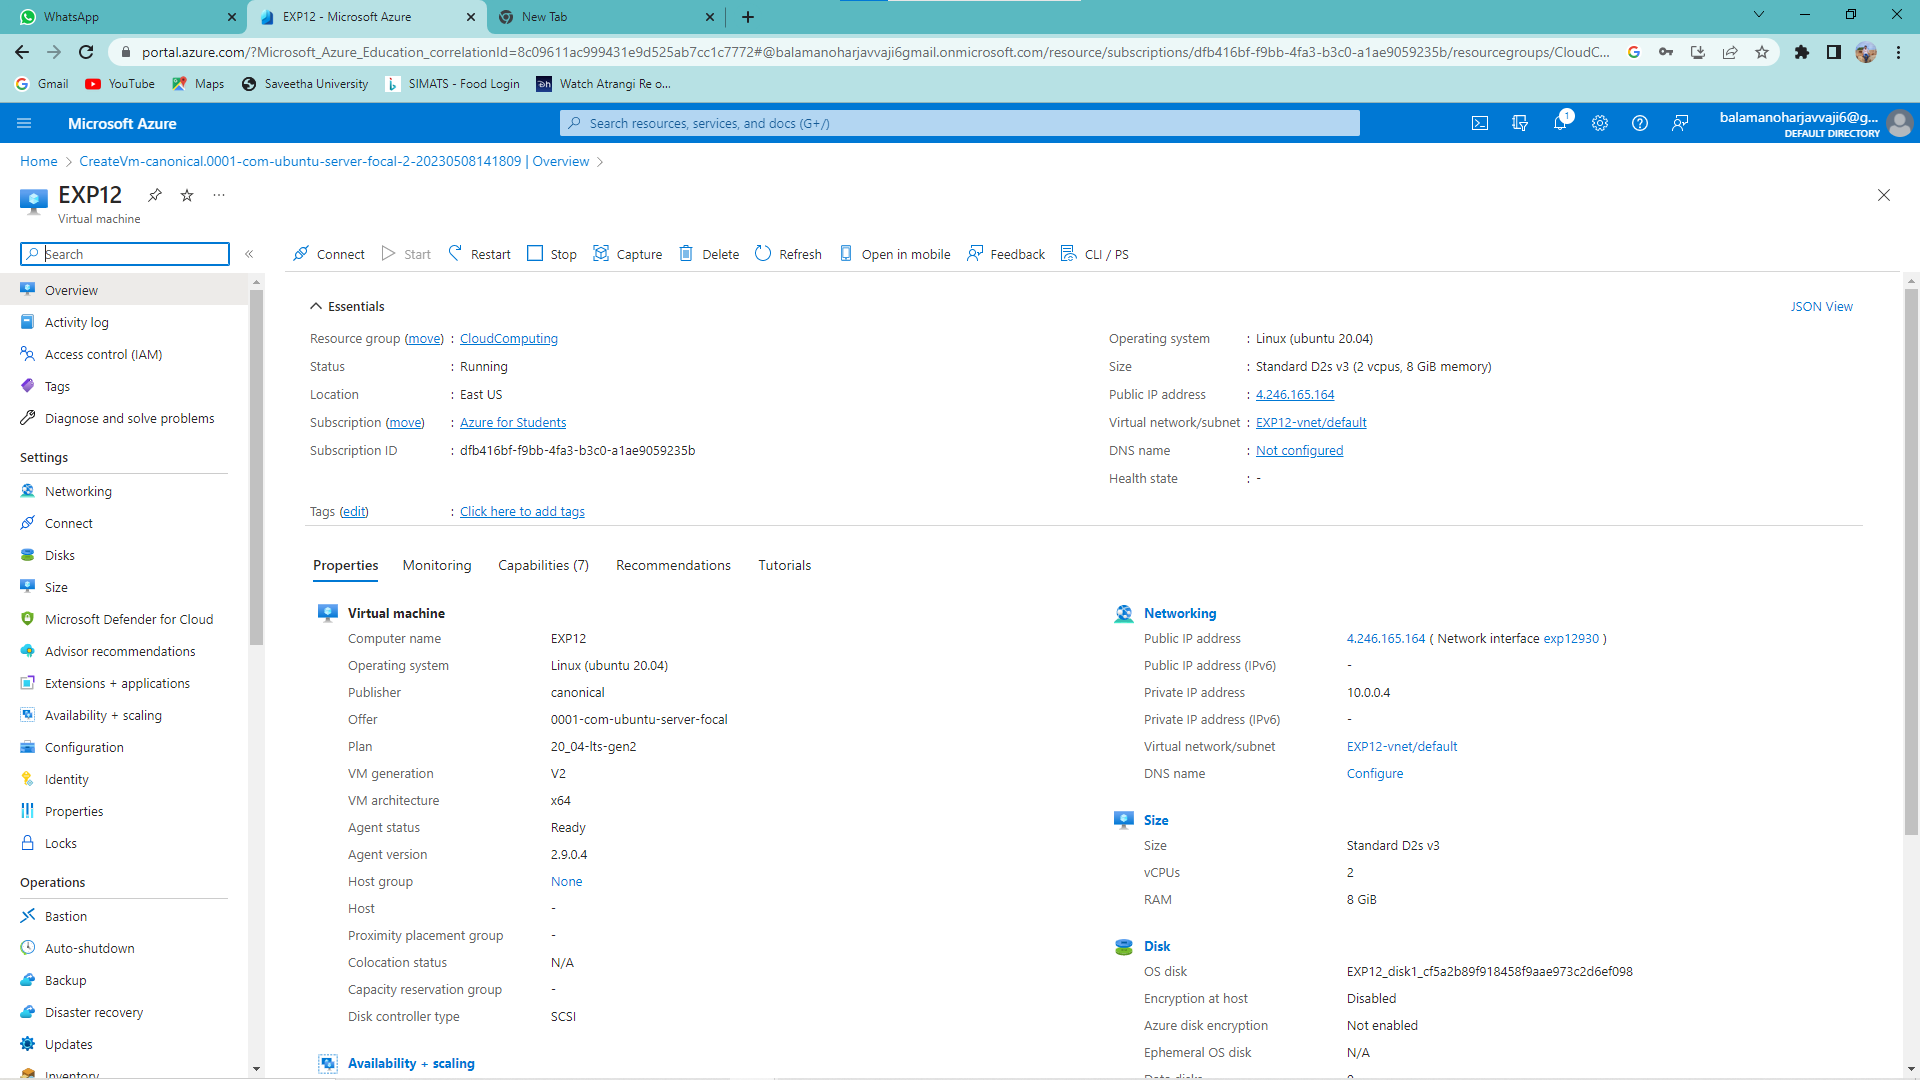 WhatsApp
EXP12 - Microsoft Azure
New Tab
portal.azure.com/?Microsoft_Azure_Education_correlationId=8c09611ac999431e9d525ab7cc1c7772#@balamanoharjavvaji6gmail.onmicrosoft.com/resource/subscriptions/dfb416bf-f9bb-4fa3-b3c0-a1ae9059235b/resourcegroups/CloudC...
Gmail
YouTube
Maps
Saveetha University
SIMATS - Food Login
Watch Atrangi Re o...
Microsoft Azure
Search resources, services, and docs (G+/)
1
balamanoharjavvaji6@g...
DEFAULT DIRECTORY
Home > CreateVm-canonical.0001-com-ubuntu-server-focal-2-20230508141809 | Overview >
EXP12
Virtual machine
Search
Connect
Start
Restart
Stop
Capture
Delete
Refresh
Open in mobile
Feedback
CLI / PS
Overview
Activity log
Access control (IAM)
Tags
Diagnose and solve problems
Settings
Networking
Connect
Disks
Size
Microsoft Defender for Cloud
Advisor recommendations
Extensions + applications
Availability + scaling
Configuration
Identity
Properties
Locks
Operations
Bastion
Auto-shutdown
Backup
Disaster recovery
Updates
Inventory
Essentials
JSON View
Resource group (move) : CloudComputing
Status : Running
Location : East US
Subscription (move) : Azure for Students
Subscription ID : dfb416bf-f9bb-4fa3-b3c0-a1ae9059235b
Operating system : Linux (ubuntu 20.04)
Size : Standard D2s v3 (2 vcpus, 8 GiB memory)
Public IP address : 4.246.165.164
Virtual network/subnet : EXP12-vnet/default
DNS name : Not configured
Health state : -
Tags (edit) : Click here to add tags
Properties
Monitoring
Capabilities (7)
Recommendations
Tutorials
Virtual machine
Computer name EXP12
Operating system Linux (ubuntu 20.04)
Publisher canonical
Offer 0001-com-ubuntu-server-focal
Plan 20_04-lts-gen2
VM generation V2
VM architecture x64
Agent status Ready
Agent version 2.9.0.4
Host group None
Host -
Proximity placement group -
Colocation status N/A
Capacity reservation group -
Disk controller type SCSI
Availability + scaling
Networking
Public IP address 4.246.165.164 ( Network interface exp12930 )
Public IP address (IPv6) -
Private IP address 10.0.0.4
Private IP address (IPv6) -
Virtual network/subnet EXP12-vnet/default
DNS name Configure
Size
Size Standard D2s v3
vCPUs 2
RAM 8 GiB
Disk
OS disk EXP12_disk1_cf5a2b89f918458f9aae973c2d6ef098
Encryption at host Disabled
Azure disk encryption Not enabled
Ephemeral OS disk N/A
Data disks 0